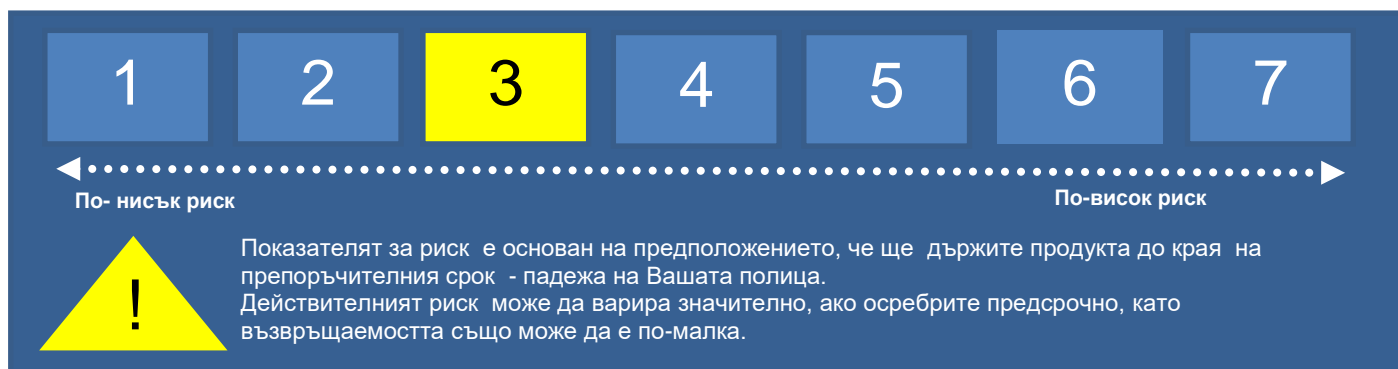 1 2 3 4 5 6 7
По- нисък риск По-висок риск
!
Показателят за риск е основан на предположението, че ще държите продукта до края на
препоръчителния срок - падежа на Вашата полица.
Действителният риск може да варира значително, ако осребрите предсрочно, като
възвръщаемостта също може да е по-малка.